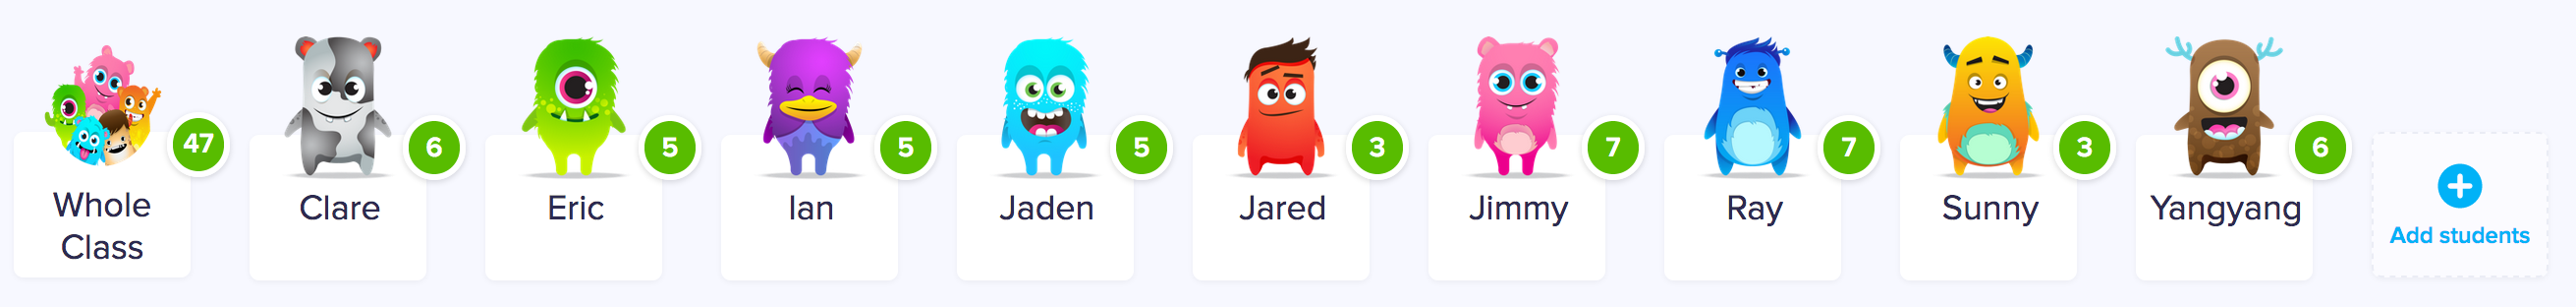 47
Whole
Class
6
Clare
5
Eric
5
Ian
5
Jaden
3
Jared
7
Jimmy
7
Ray
3
Sunny
6
Yangyang
Add students